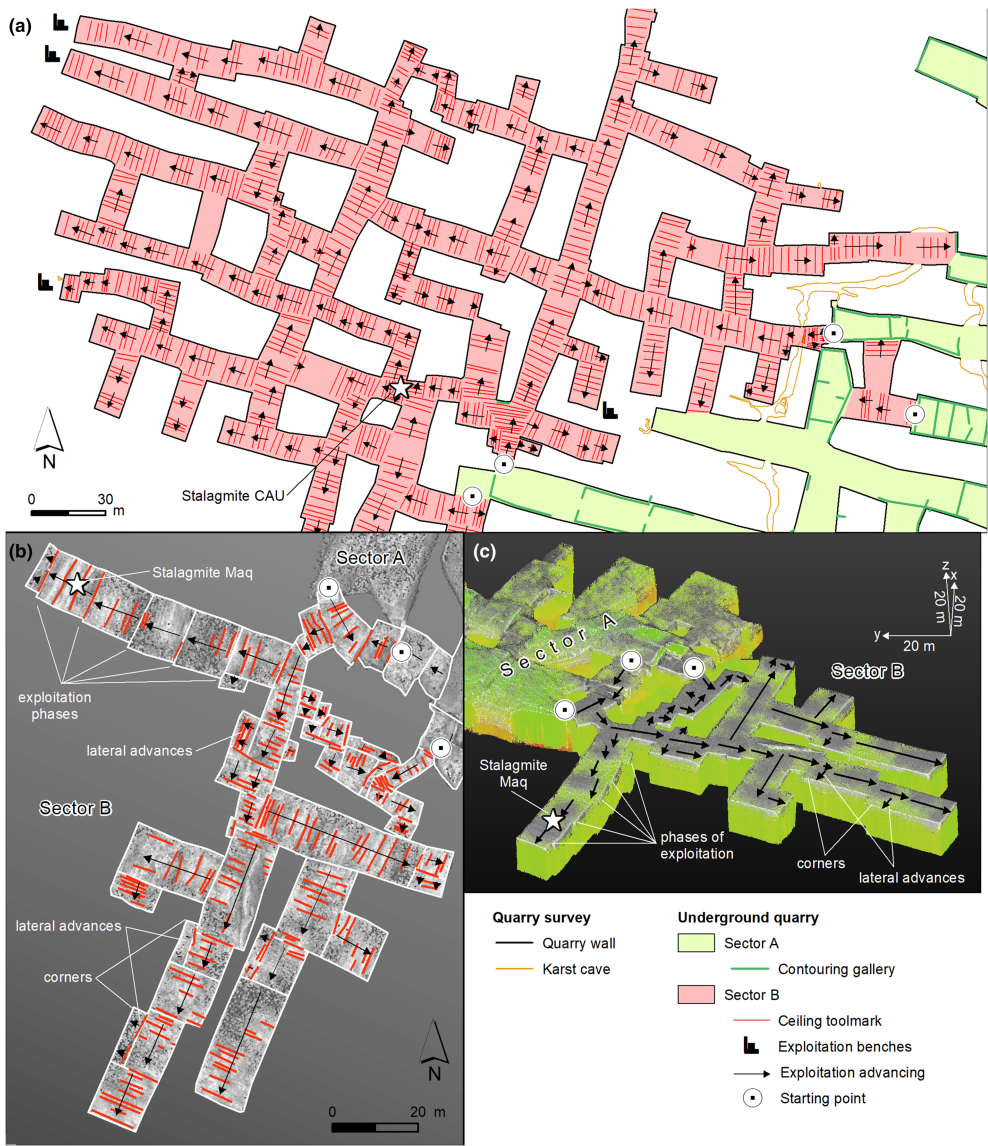 (a)
Stalagmite CAU
N
0 30
m
(b)
Sector A
Stalagmite Maq
exploitation
phases
lateral advances
Sector B
lateral advances
corners
N
0 20 m
(c)
z
x
20 m
20 m
y
20 m
Sector A
Sector B
Stalagmite
Maq
phases of
exploitation
corners
lateral advances
Quarry survey
Quarry wall
Karst cave
Underground quarry
Sector A
Contouring gallery
Sector B
Ceiling toolmark
Exploitation benches
Exploitation advancing
Starting point